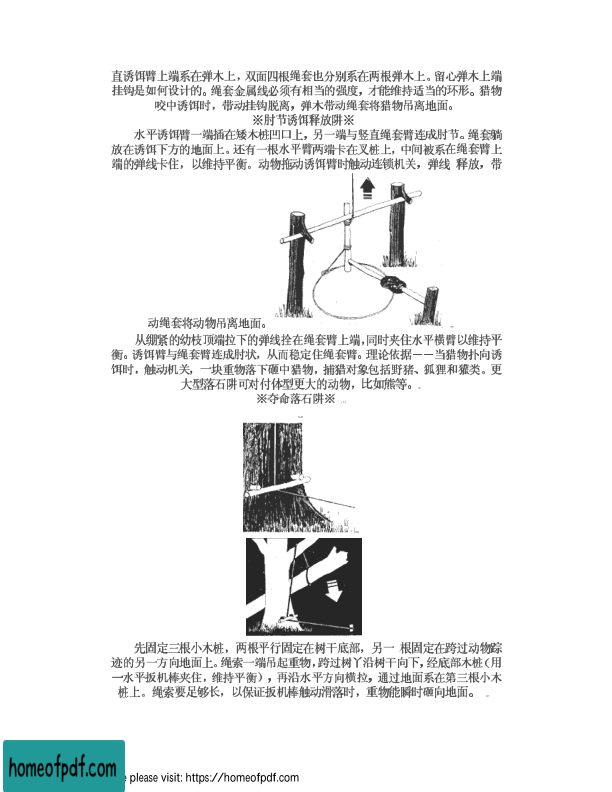 直诱饵臂上端系在弹木上，双面四根绳套也分别系在两根弹木上。留心弹木上端
挂钩是如何设计的。绳套金属线必须有相当的强度，才能维持适当的环形。猎物
咬中诱饵时，带动挂钩脱离，弹木带动绳套将猎物吊离地面。
※肘节诱饵释放阱※
水平诱饵臂一端插在矮木桩凹口上，另一端与竖直绳套臂连成肘节。绳套躺
放在诱饵下方的地面上。还有一根水平臂两端卡在叉桩上，中间被系在绳套臂上
端的弹线卡住，以维持平衡。动物拖动诱饵臂时触动连锁机关，弹线 释放，带
动绳套将动物吊离地面。
从绷紧的幼枝顶端拉下的弹线拴在绳套臂上端，同时夹住水平横臂以维持平
衡。诱饵臂与绳套臂连成肘状，从而稳定住绳套臂。理论依据－－当猎物扑向诱
饵时，触动机关，一块重物落下砸中猎物，捕猎对象包括野猪、狐狸和獾类。更
大型落石阱可对付体型更大的动物，比如熊等。
※夺命落石阱※
先固定三根小木桩，两根平行固定在树干底部，另一 根固定在跨过动物踪
迹的另一方向地面上。绳索一端吊起重物，跨过树丫沿树干向下，经底部木桩（用
一水平扳机棒夹住，维持平衡），再沿水平方向横拉，通过地面系在第三根小木
桩上。绳索要足够长，以保证扳机棒触动滑落时，重物能瞬时砸向地面。
homeofpdf.com
e please visit: https://homeofpdf.com